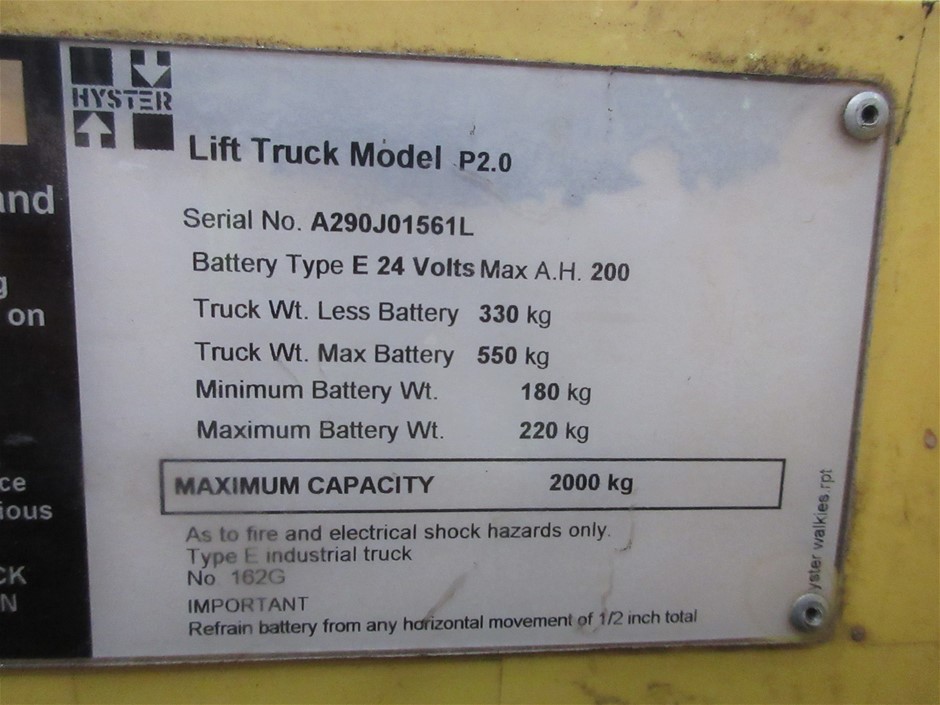 HYSTER
Lift Truck Model P2.0
Serial No. A290J01561L
Battery Type E 24 Volts Max A.H. 200
Truck Wt. Less Battery 330 kg
Truck Wt. Max Battery 550 kg
Minimum Battery Wt. 180 kg
Maximum Battery Wt. 220 kg
MAXIMUM CAPACITY 2000 kg
As to fire and electrical shock hazards only.
Type E industrial truck
No 162G
IMPORTANT
Refrain battery from any horizontal movement of 1/2 inch total
yster walkies.rpt
and
g
on
ce
ious
CK
N